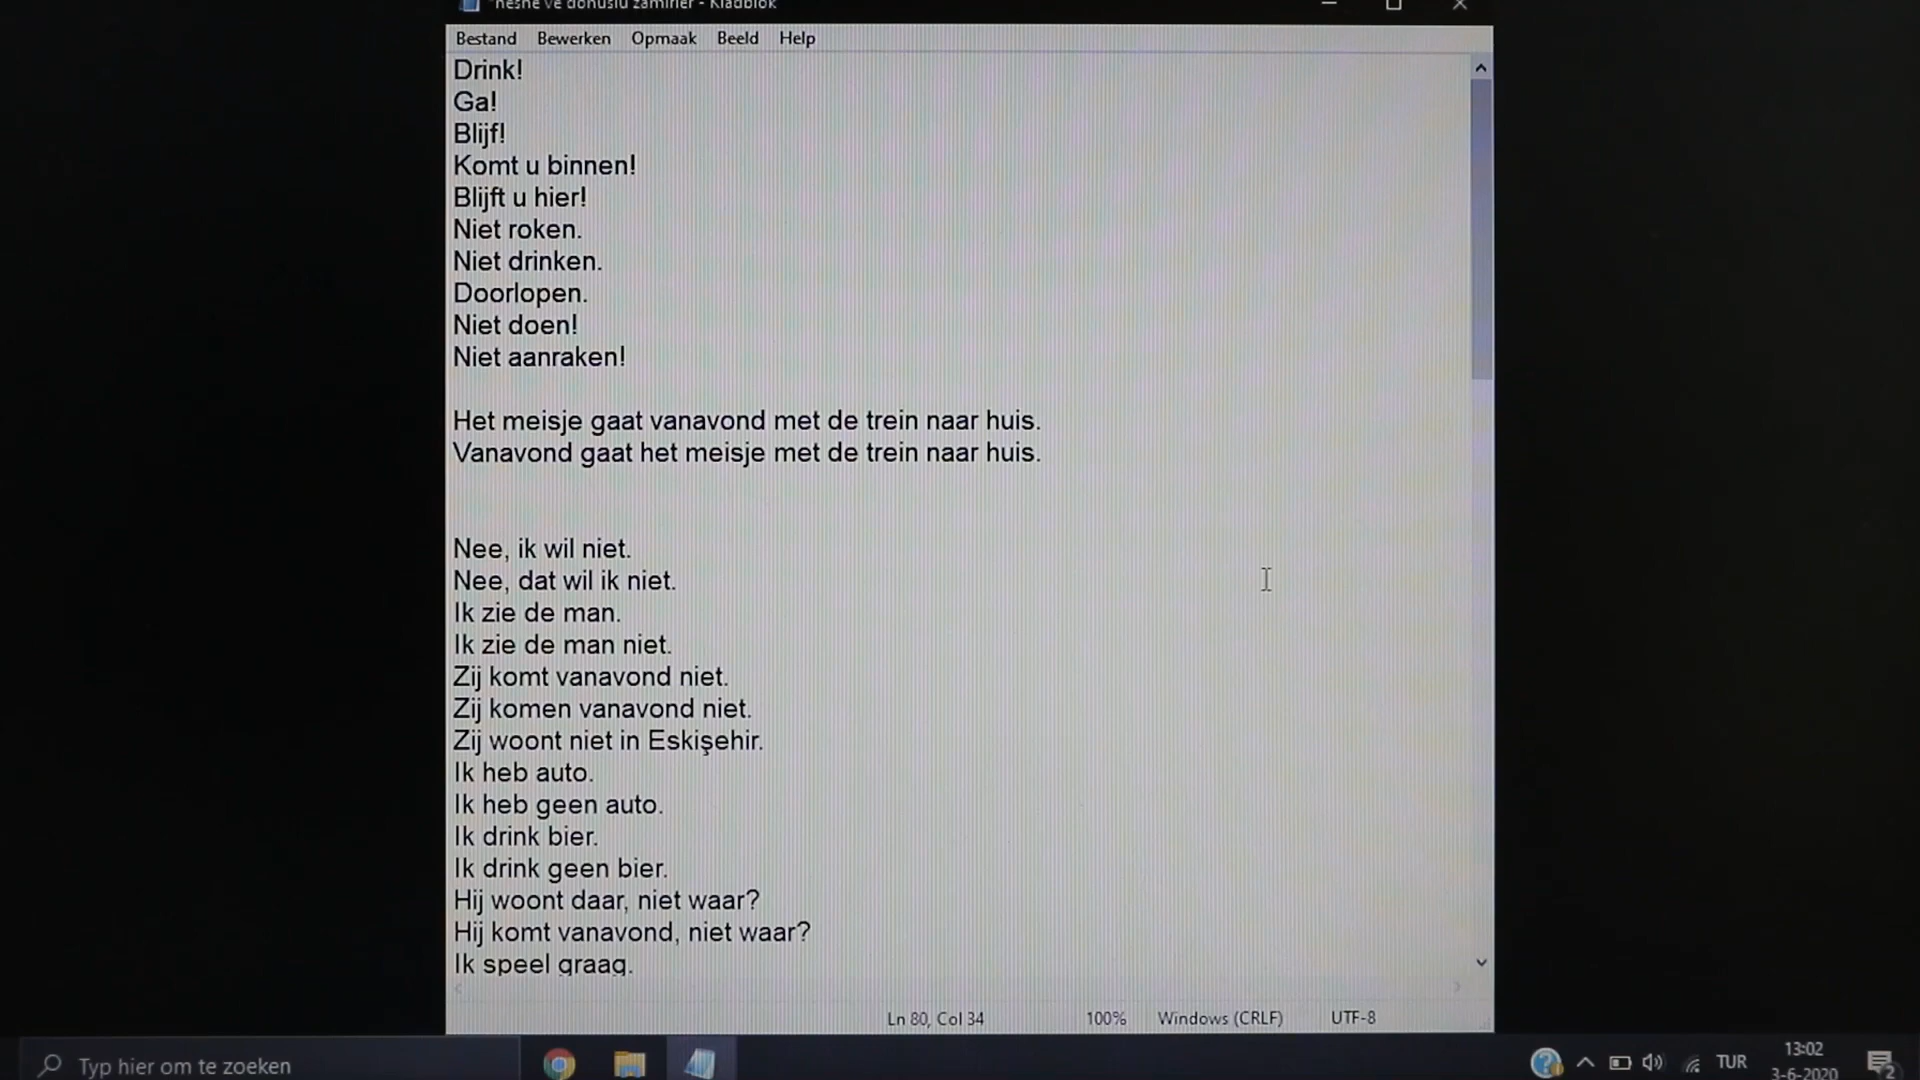 *nesne ve dönüşlü zamirler - Kladblok
Bestand Bewerken Opmaak Beeld Help
Drink!
Ga!
Blijf!
Komt u binnen!
Blijft u hier!
Niet roken.
Niet drinken.
Doorlopen.
Niet doen!
Niet aanraken!
Het meisje gaat vanavond met de trein naar huis.
Vanavond gaat het meisje met de trein naar huis.
Nee, ik wil niet.
Nee, dat wil ik niet.
Ik zie de man.
Ik zie de man niet.
Zij komt vanavond niet.
Zij komen vanavond niet.
Zij woont niet in Eskişehir.
Ik heb auto.
Ik heb geen auto.
Ik drink bier.
Ik drink geen bier.
Hij woont daar, niet waar?
Hij komt vanavond, niet waar?
Ik speel graag.
Ln 80, Col 34 100% Windows (CRLF) UTF-8
Typ hier om te zoeken TUR 13:02
3-6-2020 2